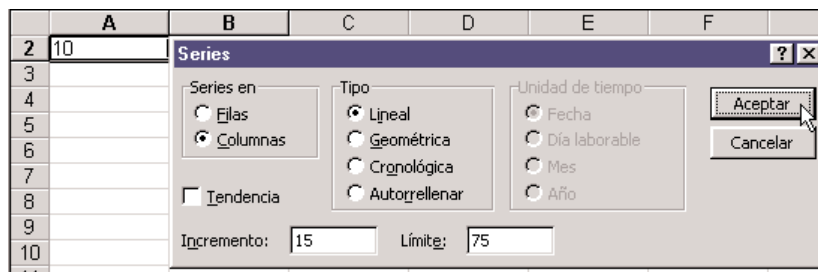 A B C D E F
2 10
3
4
5
6
7
8
9
10
Series ? ×
Series en
Filas
Columnas
Tendencia
Tipo
Lineal
Geométrica
Cronológica
Autorrellenar
Unidad de tiempo
Fecha
Día laborable
Mes
Año
Aceptar
Cancelar
Incremento: 15 Límite: 75